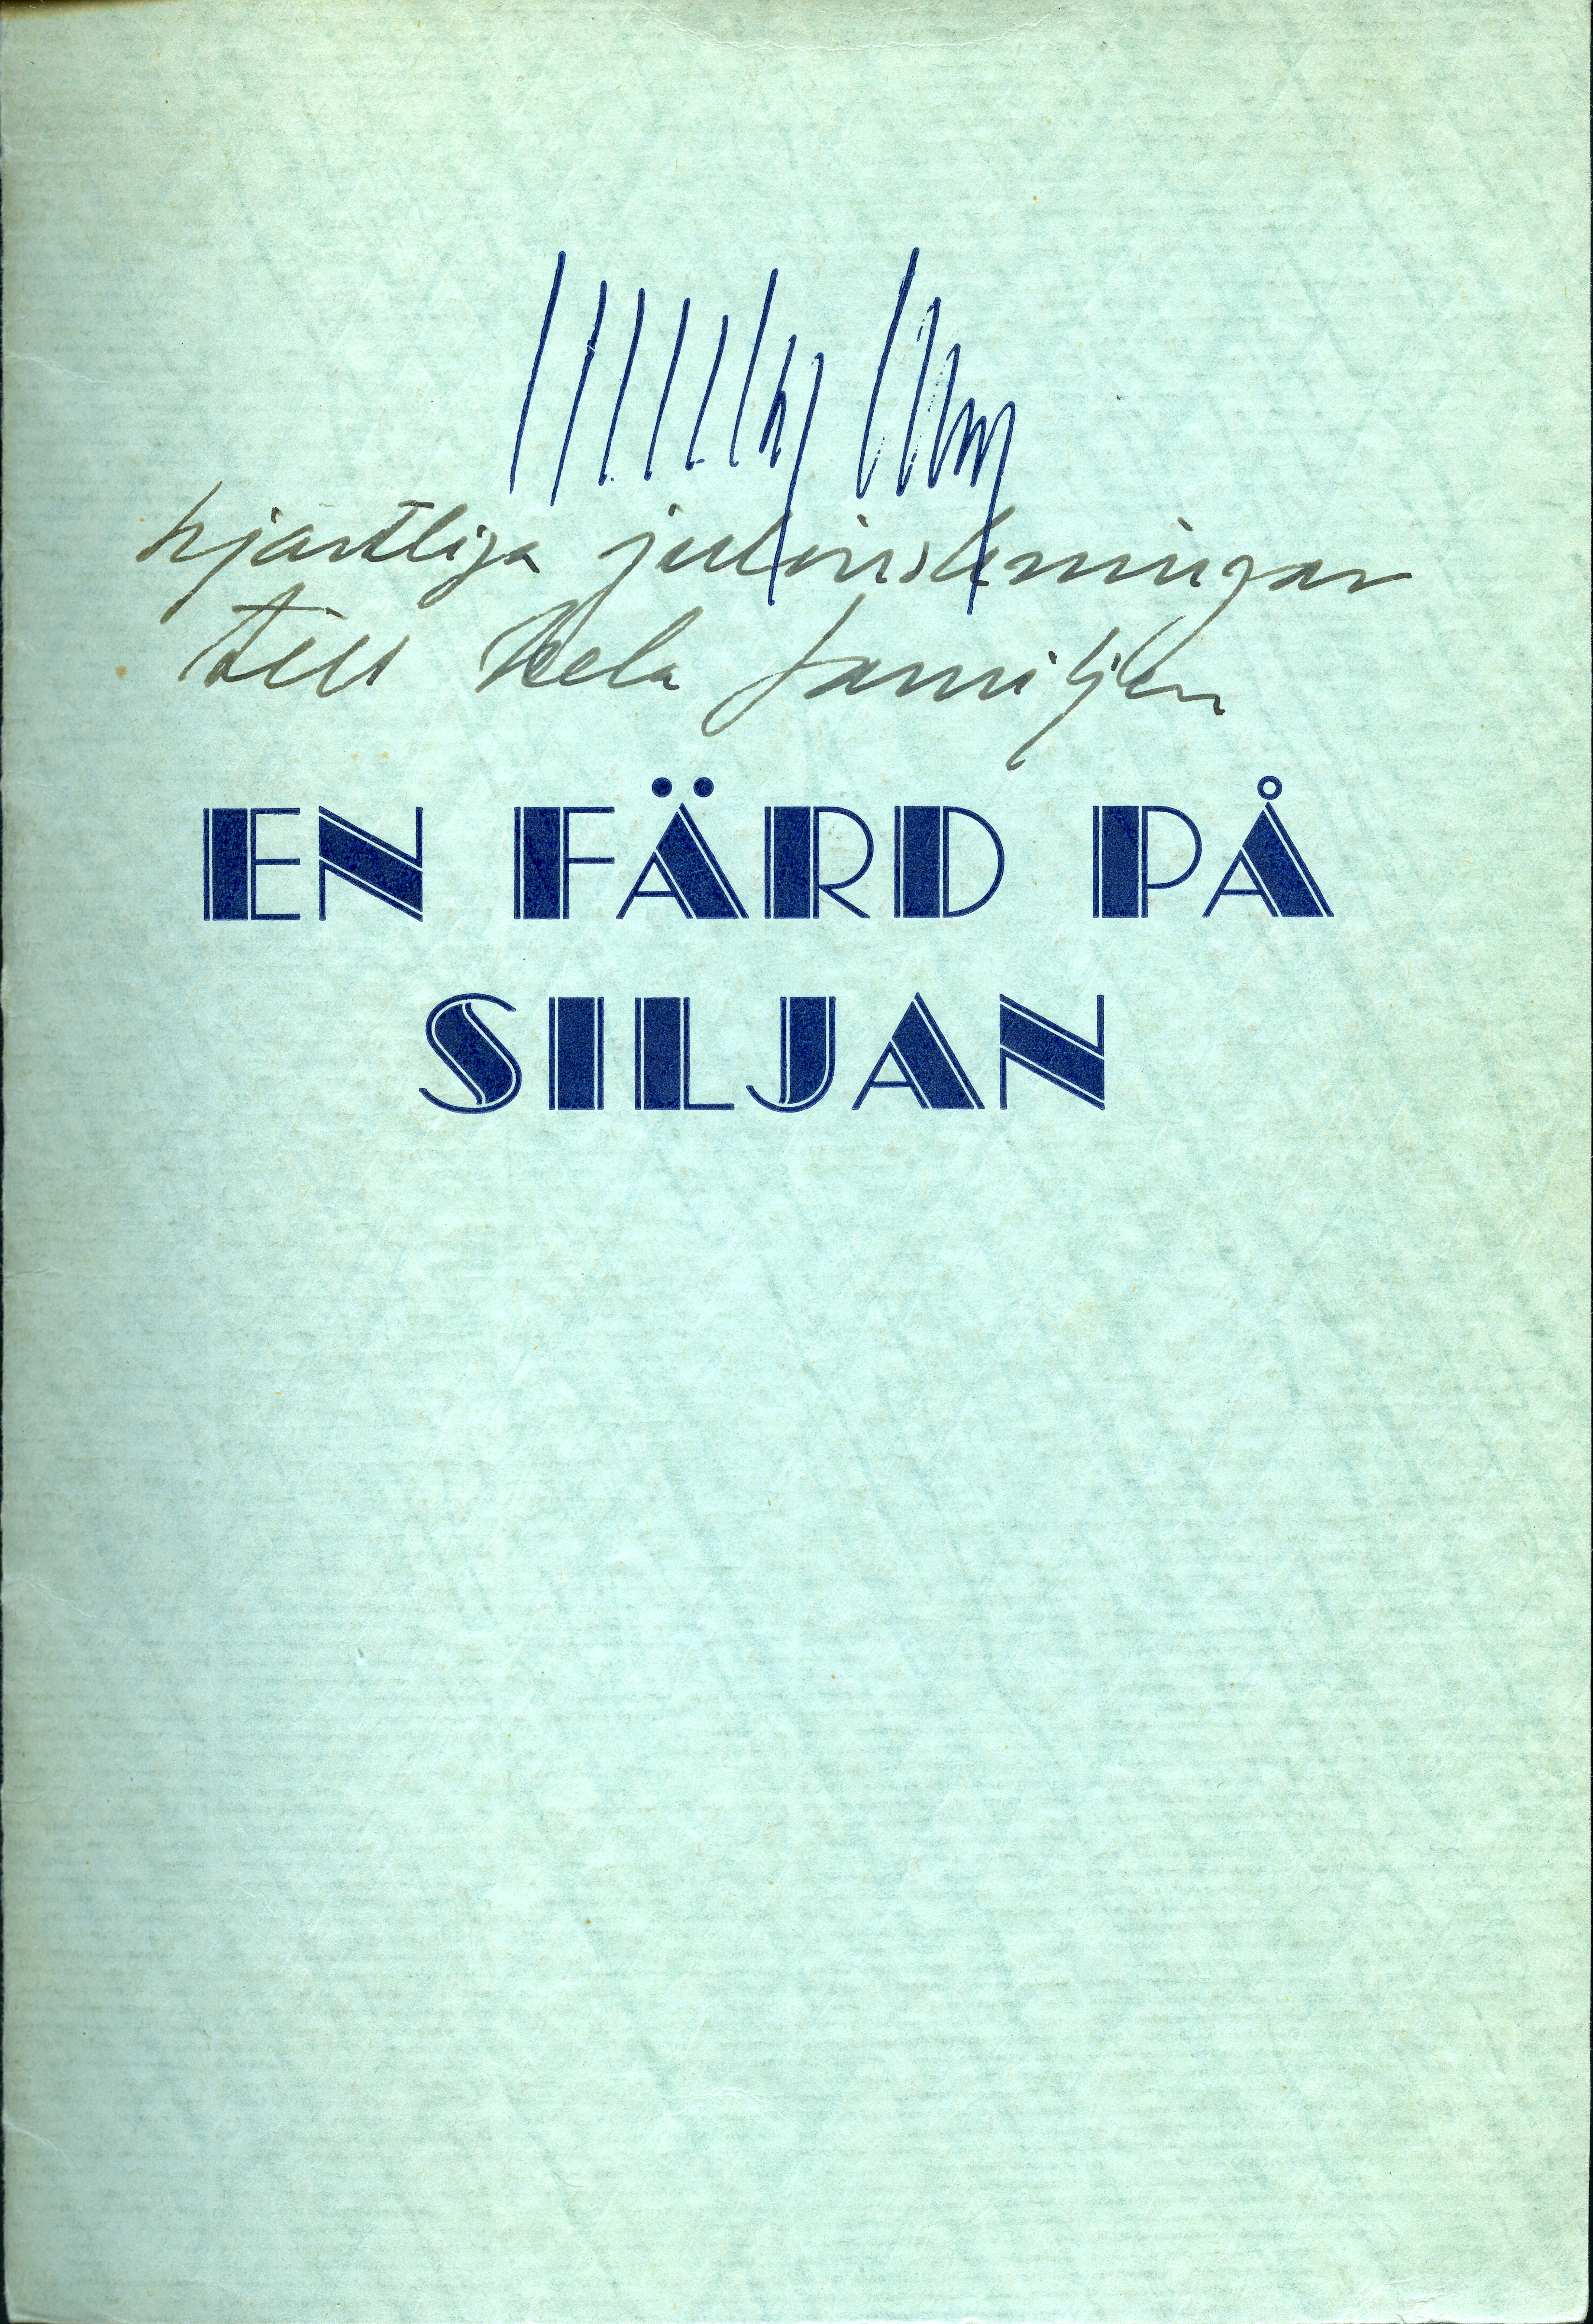 hjärtliga julönskningar
till hela familjen
EN FÄRD PÅ
SILJAN